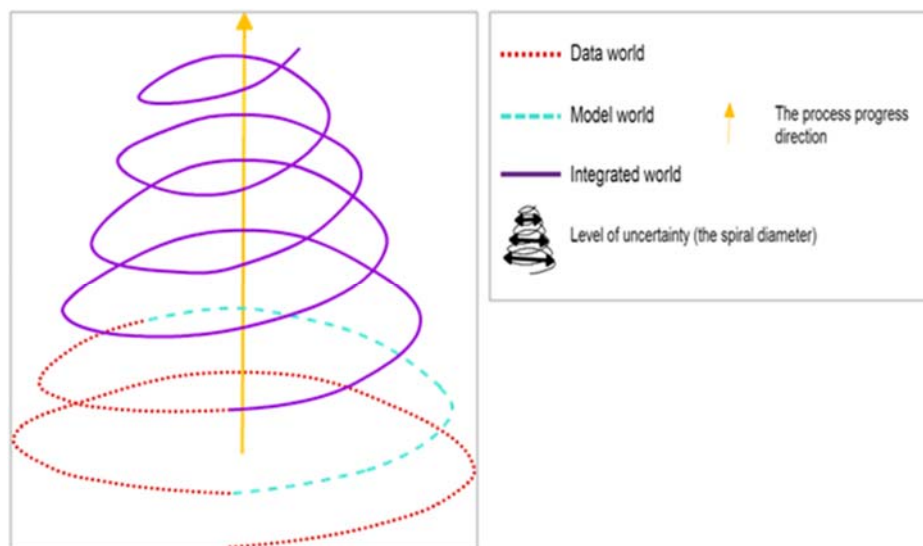 Data world
Model world
The process progress
direction
Integrated world
Level of uncertainty (the spiral diameter)